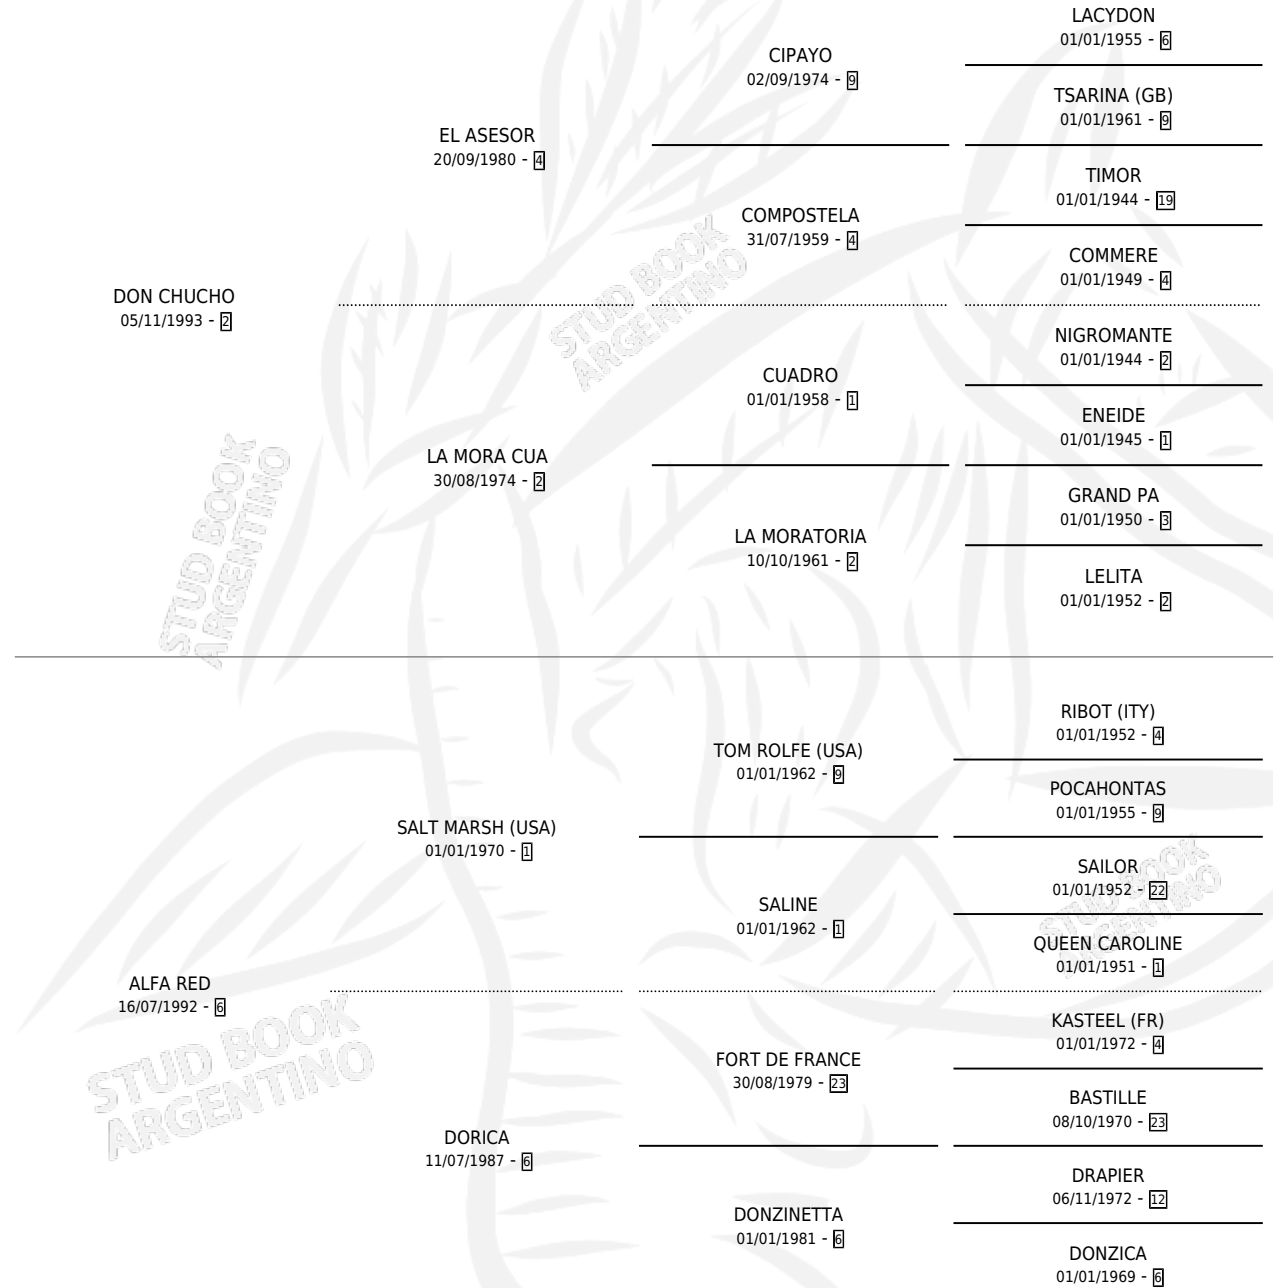 LACYDON
01/01/1955 - 6
CIPAYO
02/09/1974 - 9
TSARINA (GB)
01/01/1961 - 9
EL ASESOR
20/09/1980 - 4
TIMOR
01/01/1944 - 19
COMPOSTELA
31/07/1959 - 4
COMMERE
01/01/1949 - 4
DON CHUCHO
05/11/1993 - 2
NIGROMANTE
01/01/1944 - 2
CUADRO
01/01/1958 - 1
ENEIDE
01/01/1945 - 1
LA MORA CUA
30/08/1974 - 2
GRAND PA
01/01/1950 - 3
LA MORATORIA
10/10/1961 - 2
LELITA
01/01/1952 - 2
STUD BOOK
ARGENTINO
STUD BOOK
ARGENTINO
RIBOT (ITY)
01/01/1952 - 4
TOM ROLFE (USA)
01/01/1962 - 9
POCAHONTAS
01/01/1955 - 9
SALT MARSH (USA)
01/01/1970 - 1
SAILOR
01/01/1952 - 22
SALINE
01/01/1962 - 1
QUEEN CAROLINE
01/01/1951 - 1
STUD BOOK
ARGENTINO
ALFA RED
16/07/1992 - 6
KASTEEL (FR)
01/01/1972 - 4
FORT DE FRANCE
30/08/1979 - 23
BASTILLE
08/10/1970 - 23
STUD BOOK
ARGENTINO
DORICA
11/07/1987 - 6
DRAPIER
06/11/1972 - 12
DONZINETTA
01/01/1981 - 6
DONZICA
01/01/1969 - 6